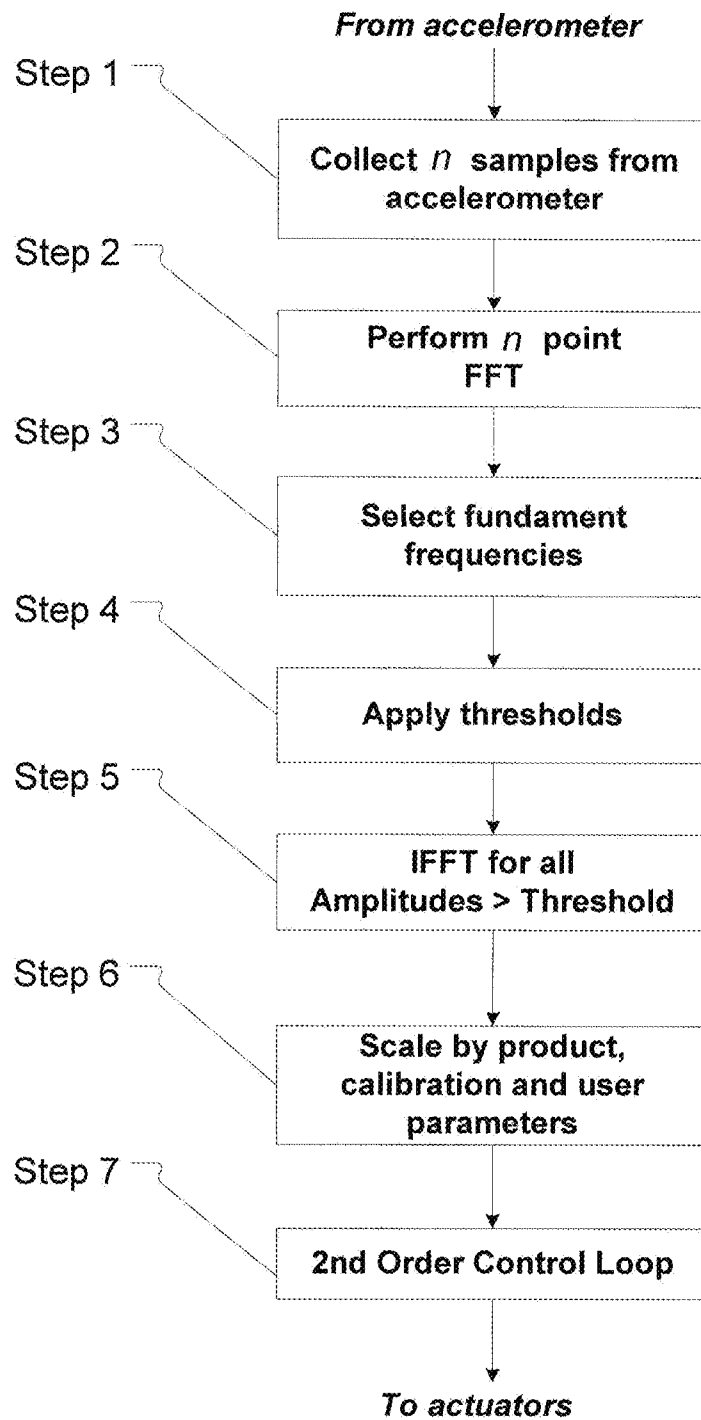 From accelerometer
Step 1
Collect n samples from
accelerometer
Step 2
Perform n point
FFT
Step 3
Select fundament
frequencies
Step 4
Apply thresholds
Step 5
IFFT for all
Amplitudes > Threshold
Step 6
Scale by product,
calibration and user
parameters
Step 7
2nd Order Control Loop
To actuators